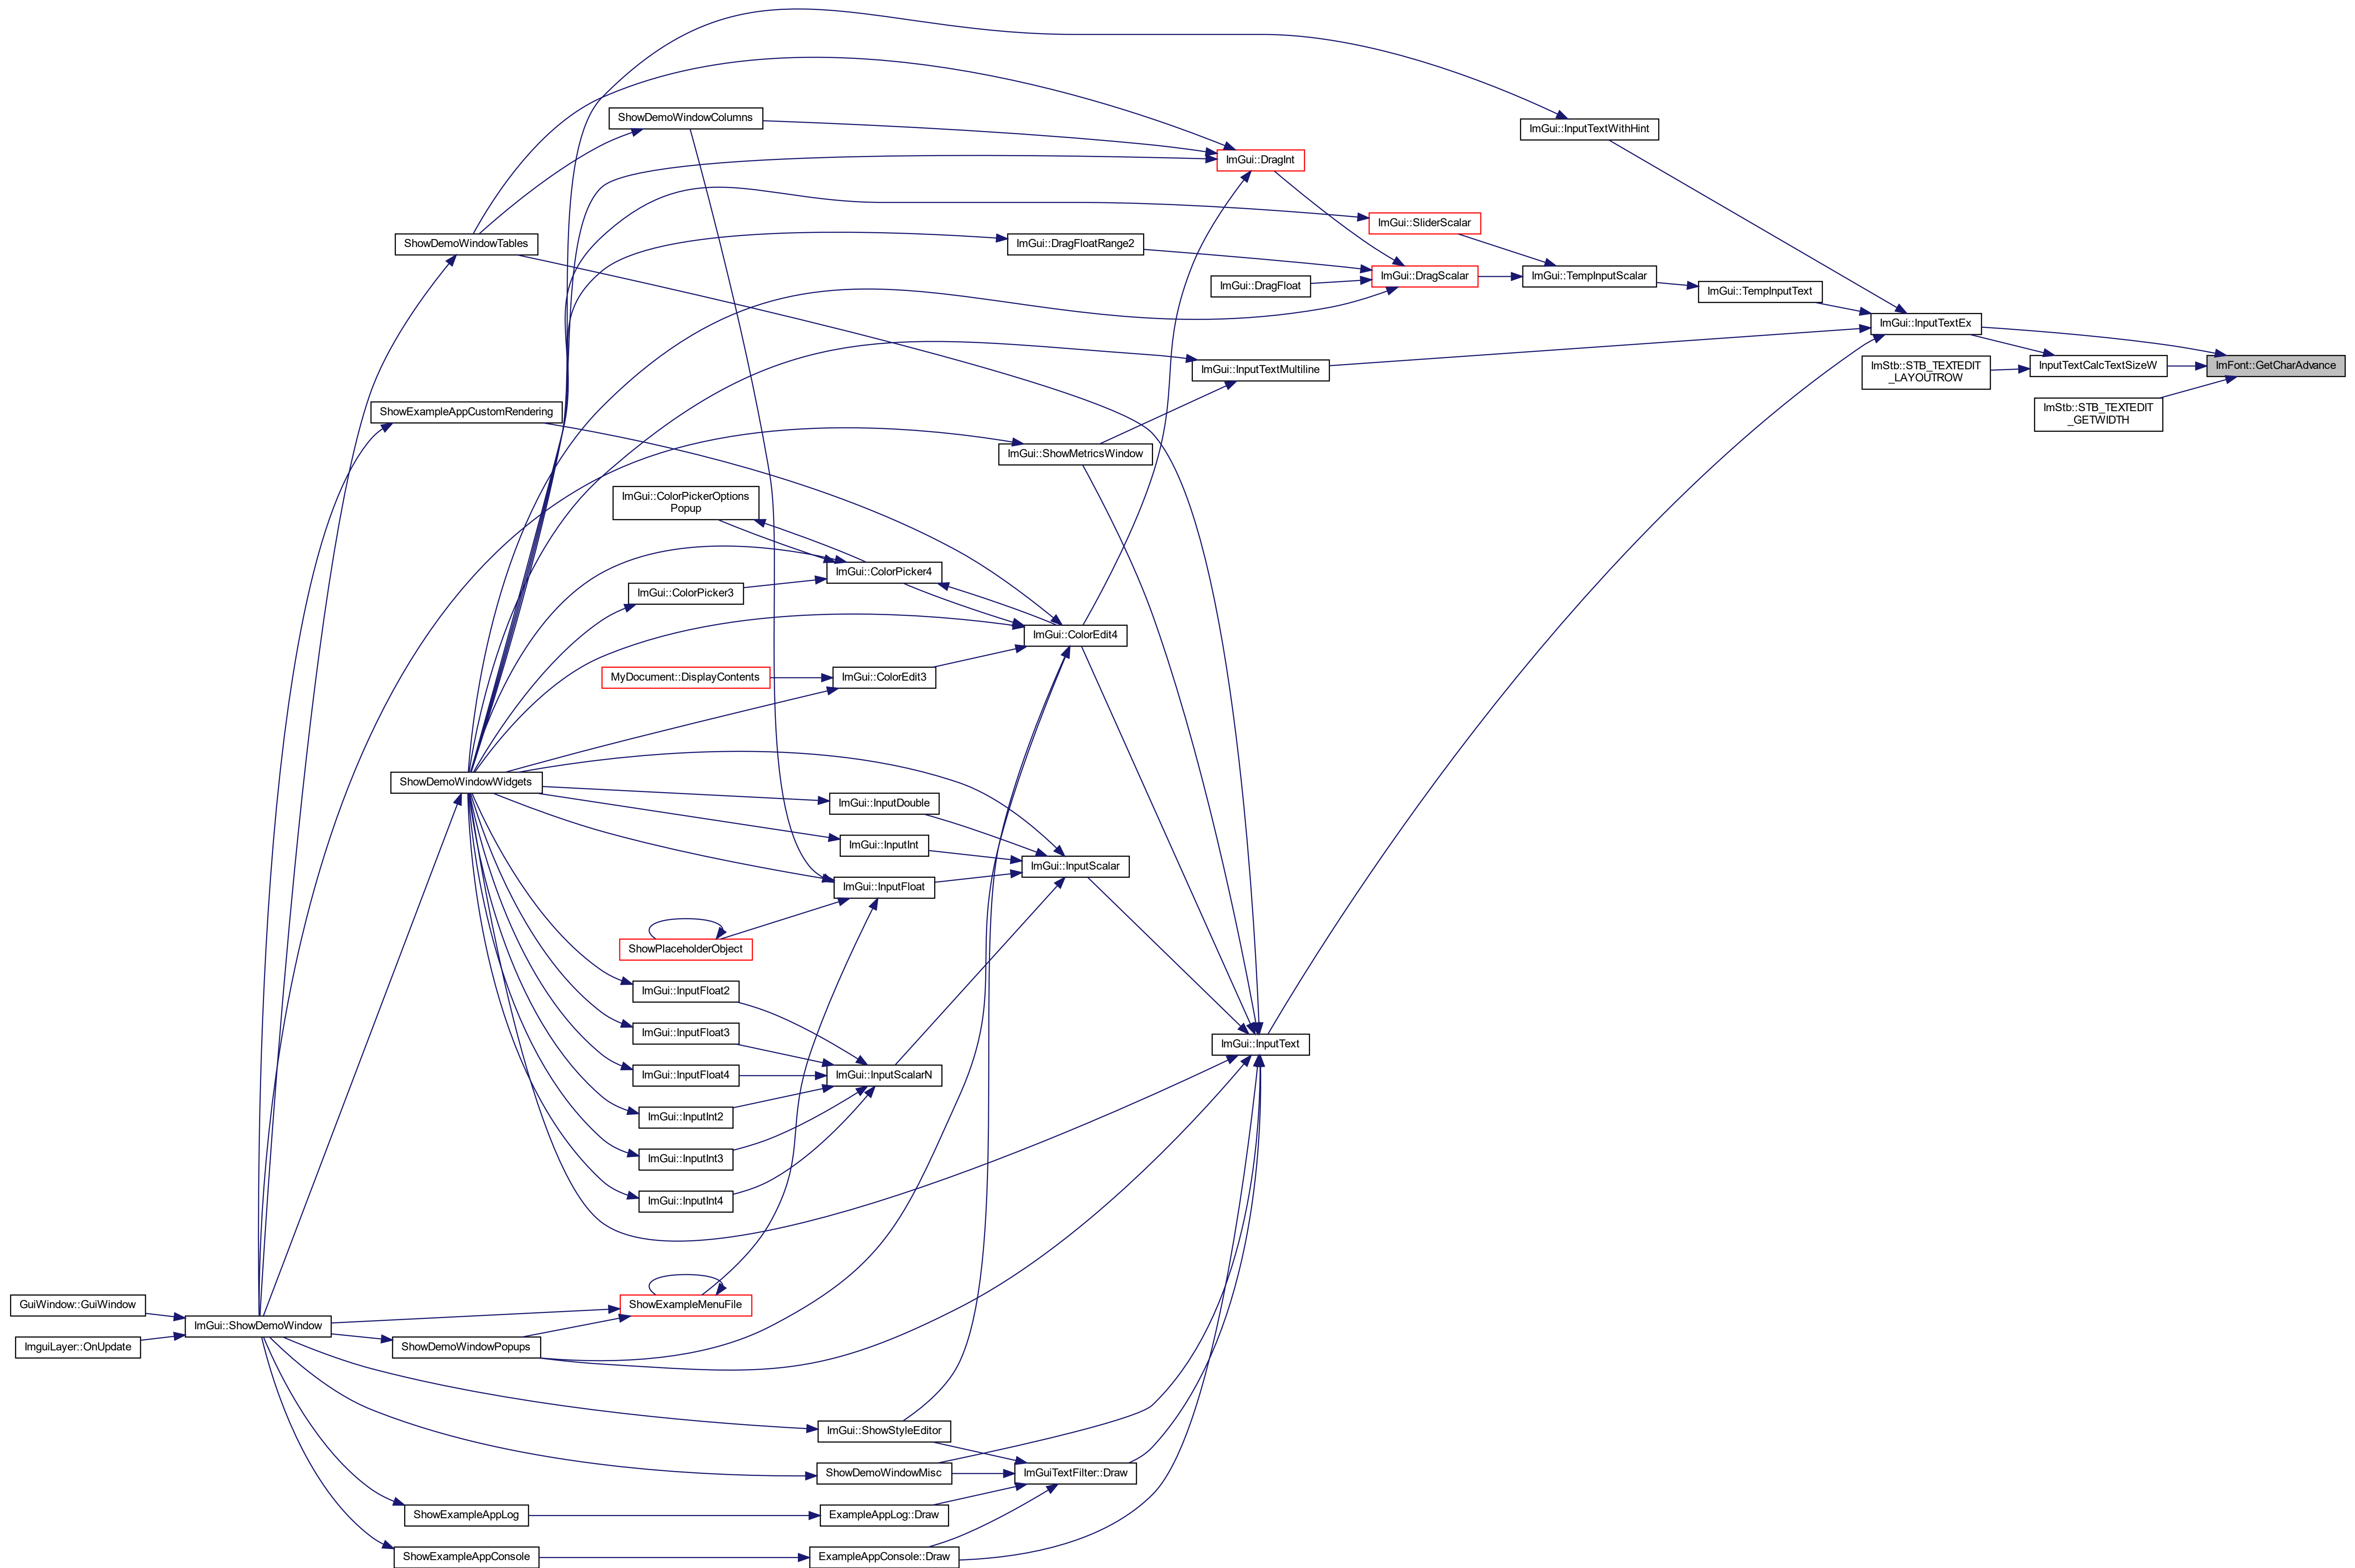 ImGui::InputTextWithHint
ShowDemoWindowColumns
ImGui::DragInt
ImGui::SliderScalar
ShowDemoWindowTables
ImGui::DragFloatRange2
ImGui::DragScalar
ImGui::TempInputScalar
ImGui::DragFloat
ImGui::TempInputText
ImGui::InputTextEx
ImGui::InputTextMultiline
ImStb::STB_TEXTEDIT
_LAYOUTROW
InputTextCalcTextSizeW
ImFont::GetCharAdvance
ShowExampleAppCustomRendering
ImStb::STB_TEXTEDIT
_GETWIDTH
ImGui::ShowMetricsWindow
ImGui::ColorPickerOptions
Popup
ImGui::ColorPicker4
ImGui::ColorPicker3
ImGui::ColorEdit4
MyDocument::DisplayContents
ImGui::ColorEdit3
ShowDemoWindowWidgets
ImGui::InputDouble
ImGui::InputInt
ImGui::InputScalar
ImGui::InputFloat
ShowPlaceholderObject
ImGui::InputFloat2
ImGui::InputFloat3
ImGui::InputText
ImGui::InputFloat4
ImGui::InputScalarN
ImGui::InputInt2
ImGui::InputInt3
ImGui::InputInt4
GuiWindow::GuiWindow
ShowExampleMenuFile
ImGui::ShowDemoWindow
ImguiLayer::OnUpdate
ShowDemoWindowPopups
ImGui::ShowStyleEditor
ShowDemoWindowMisc
ImGuiTextFilter::Draw
ShowExampleAppLog
ExampleAppLog::Draw
ShowExampleAppConsole
ExampleAppConsole::Draw